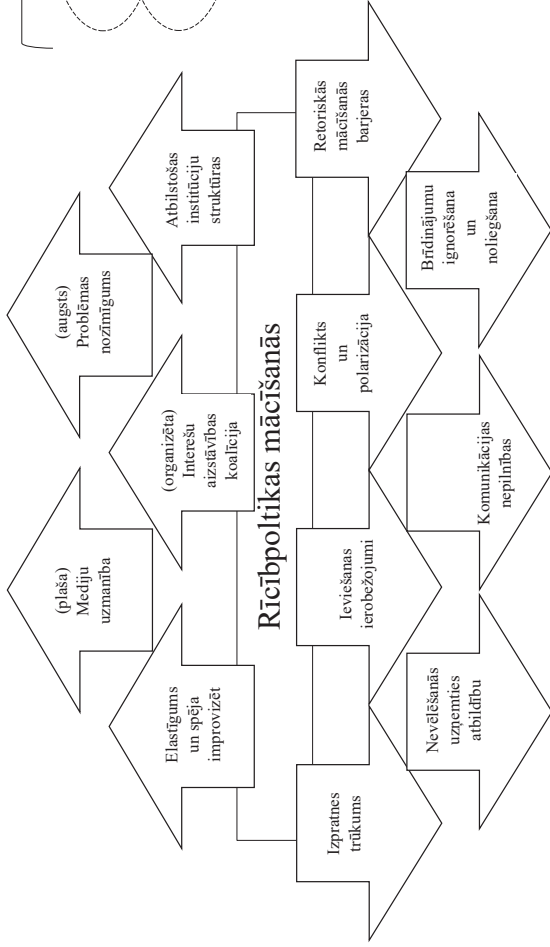 (plaša)
Mediju
uzmanība
(augsts)
Problēmas
nozīmīgums
Elastīgums
un spēja
improvizēt
(organizēta)
Interešu
aizstāvības
koalīcija
Atbilstošas
institūciju
struktūras
Rīcībpoltikas mācīšanās
Izpratnes
trūkums
Ieviešanas
ierobežojumi
Konflikts
un
polarizācija
Retoriskās
mācīšanās
barjeras
Nevēlēšanās
uzņemties
atbildību
Komunikācijas
nepilnības
Brīdinājumu
ignorēšana
un
noliegšana